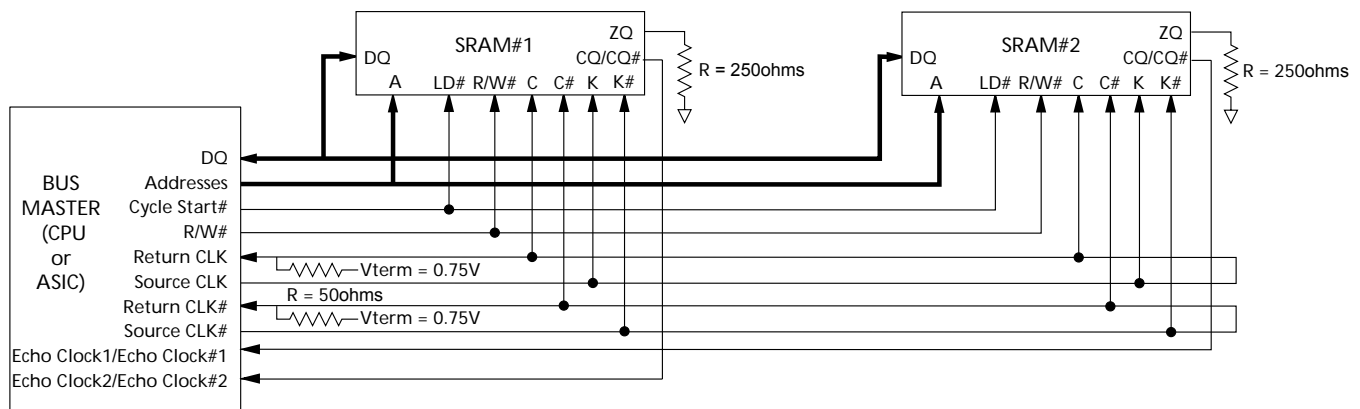 SRAM#1
ZQ
CQ/CQ#
DQ
A
LD#
R/W#
C
C#
K
K#
R = 250ohms
SRAM#2
ZQ
CQ/CQ#
DQ
A
LD#
R/W#
C
C#
K
K#
R = 250ohms
BUS
MASTER
(CPU
or
ASIC)
DQ
Addresses
Cycle Start#
R/W#
Return CLK
Vterm = 0.75V
Source CLK
R = 50ohms
Return CLK#
Vterm = 0.75V
Source CLK#
Echo Clock1/Echo Clock#1
Echo Clock2/Echo Clock#2